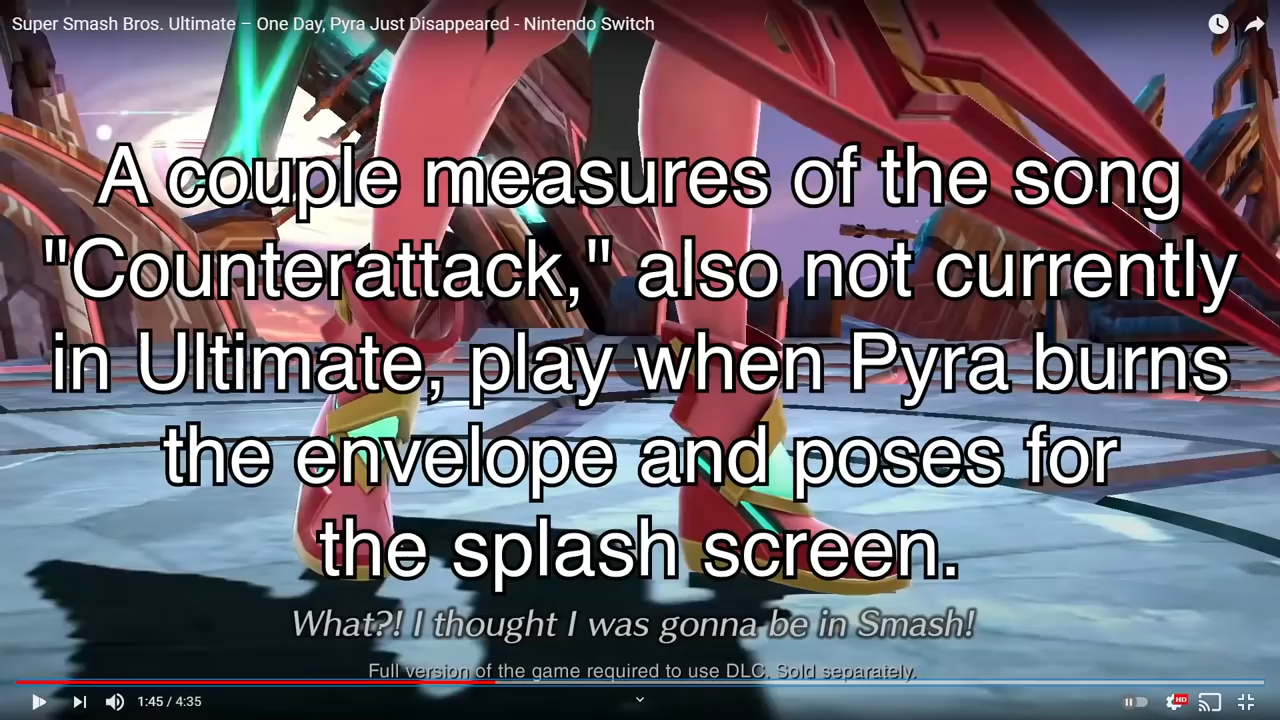 Super Smash Bros. Ultimate – One Day, Pyra Just Disappeared - Nintendo Switch
A couple measures of the song
"Counterattack," also not currently
in Ultimate, play when Pyra burns
the envelope and poses for
the splash screen.
What?! I thought I was gonna be in Smash!
Full version of the game required to use DLC. Sold separately.
1:45 / 4:35
HD